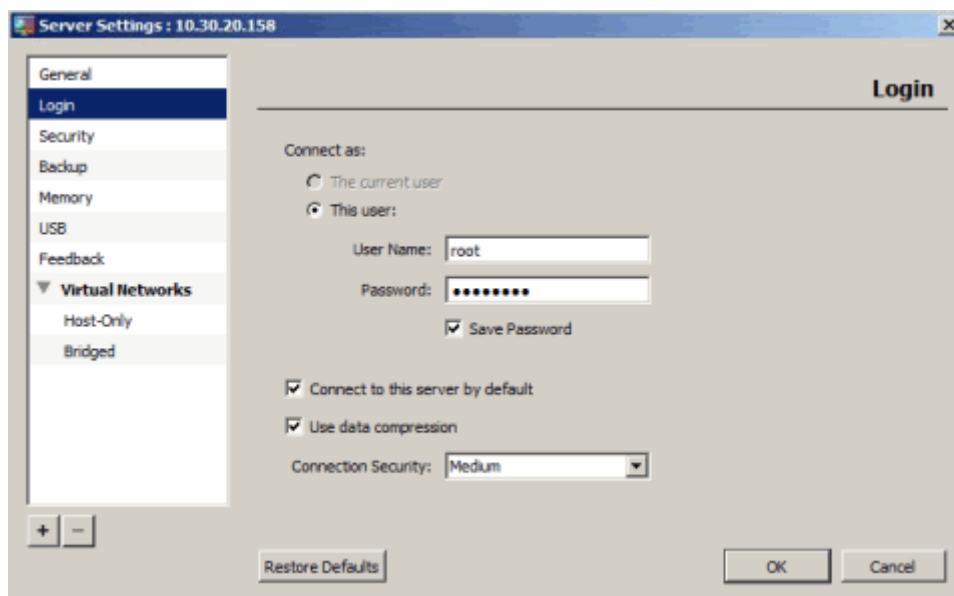 Server Settings : 10.30.20.158
General
Login
Security
Backup
Memory
USB
Feedback
Virtual Networks
Host-Only
Bridged
Login
Connect as:
The current user
This user:
User Name: root
Password: ••••••••
Save Password
Connect to this server by default
Use data compression
Connection Security: Medium
Restore Defaults
OK
Cancel